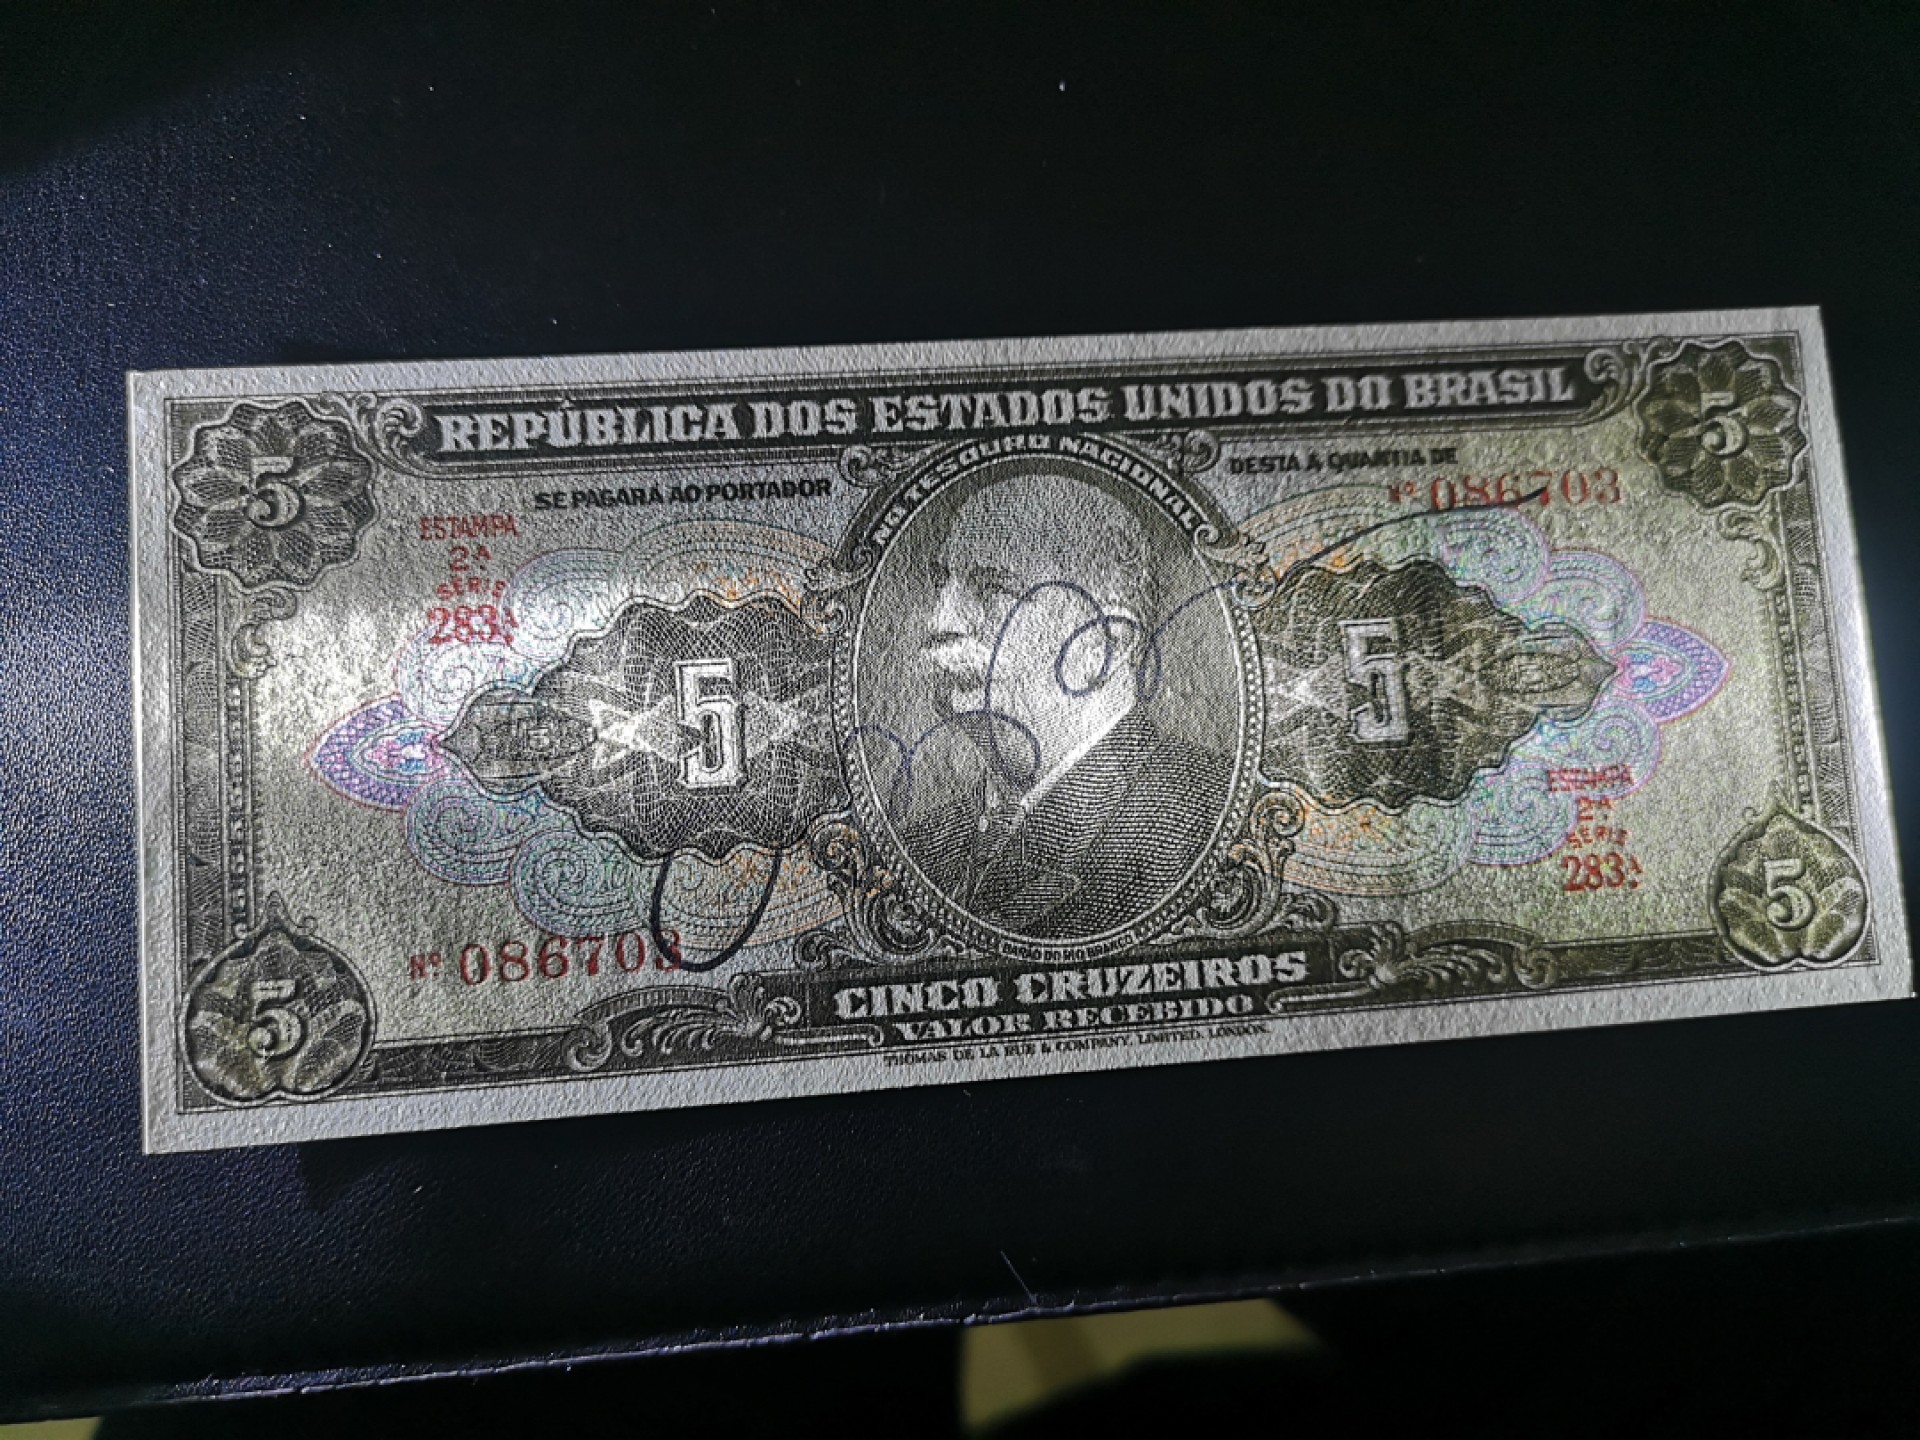 REPÚBLICA DOS ESTADOS UNIDOS DO BRASIL
5
5
NO TESOURO NACIONAL
SE PAGARÁ AO PORTADOR
DESTA A QUANTIA DE
Nº 086703
ESTAMPA
2ª
SÉRIE
283ª
5
5
ESTAMPA
2ª
SÉRIE
283ª
Nº 086703
BARÃO DO RIO BRANCO
5
5
CINCO CRUZEIROS
VALOR RECEBIDO
THOMAS DE LA RUE & COMPANY, LIMITED, LONDON.